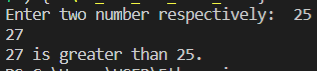 Enter two number respectively:  25
27
27 is greater than 25.